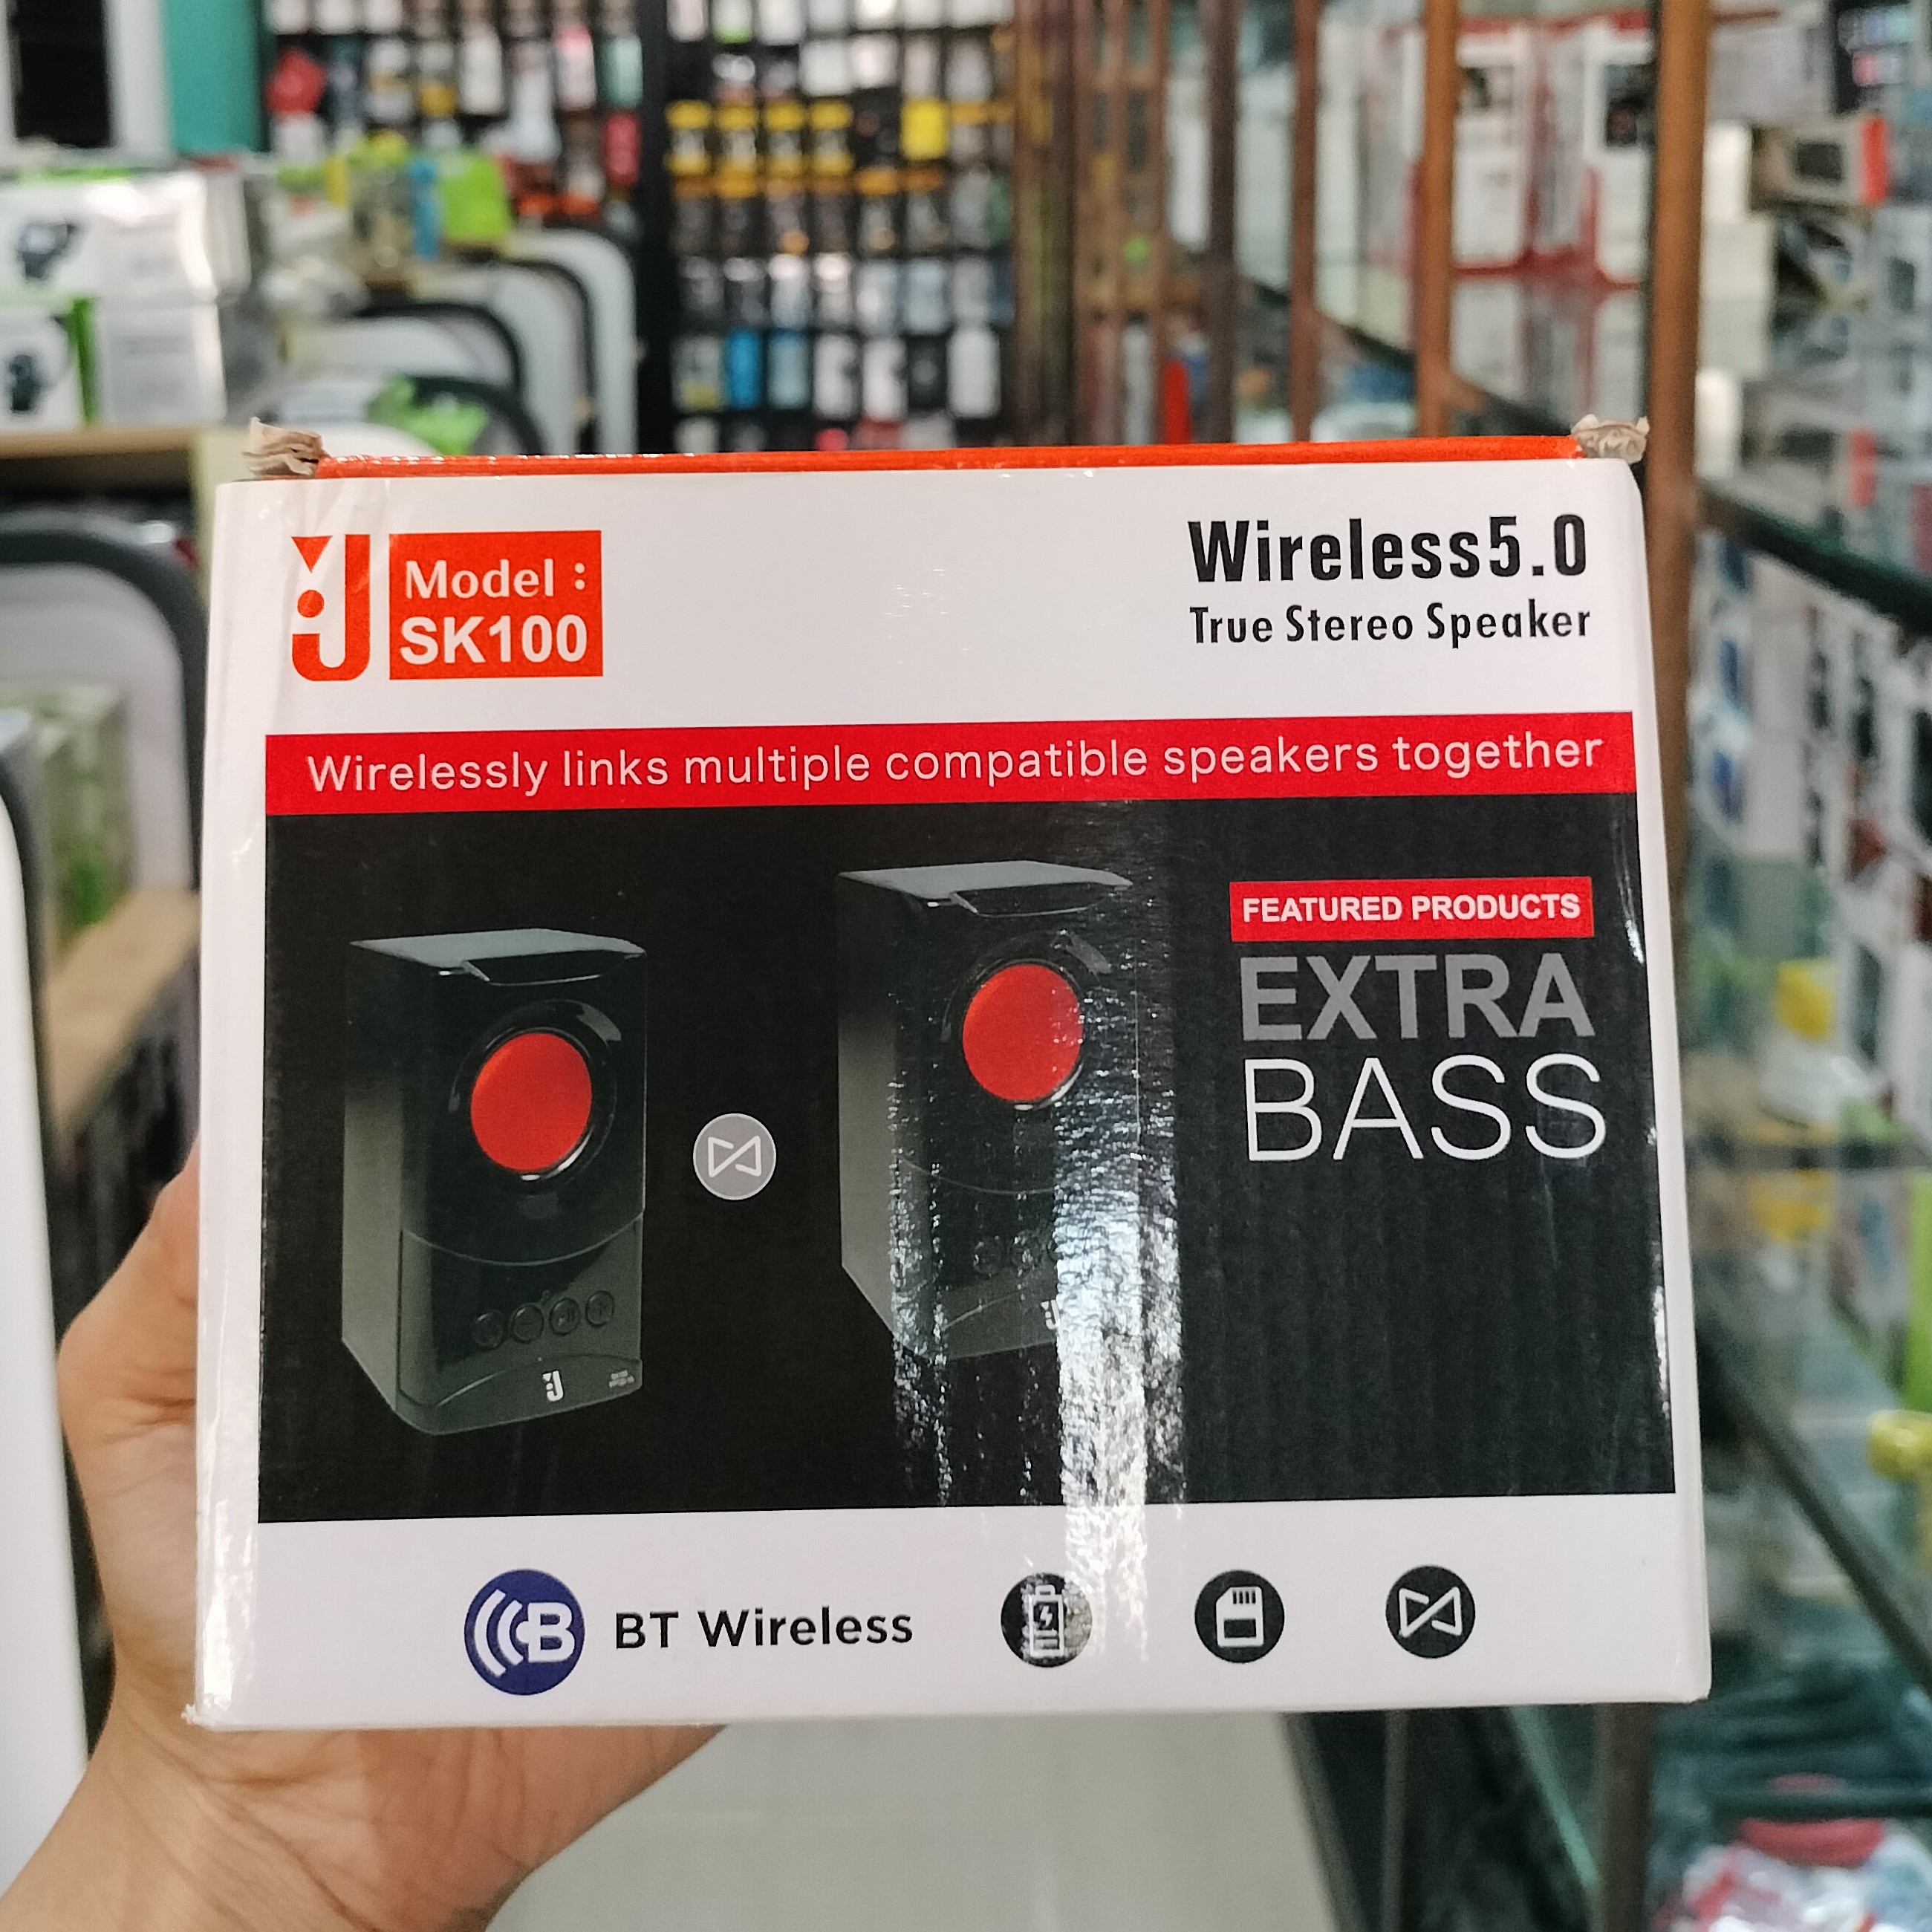 Model :
SK100
Wireless5.0
True Stereo Speaker
Wirelessly links multiple compatible speakers together
FEATURED PRODUCTS
EXTRA
BASS
B BT Wireless